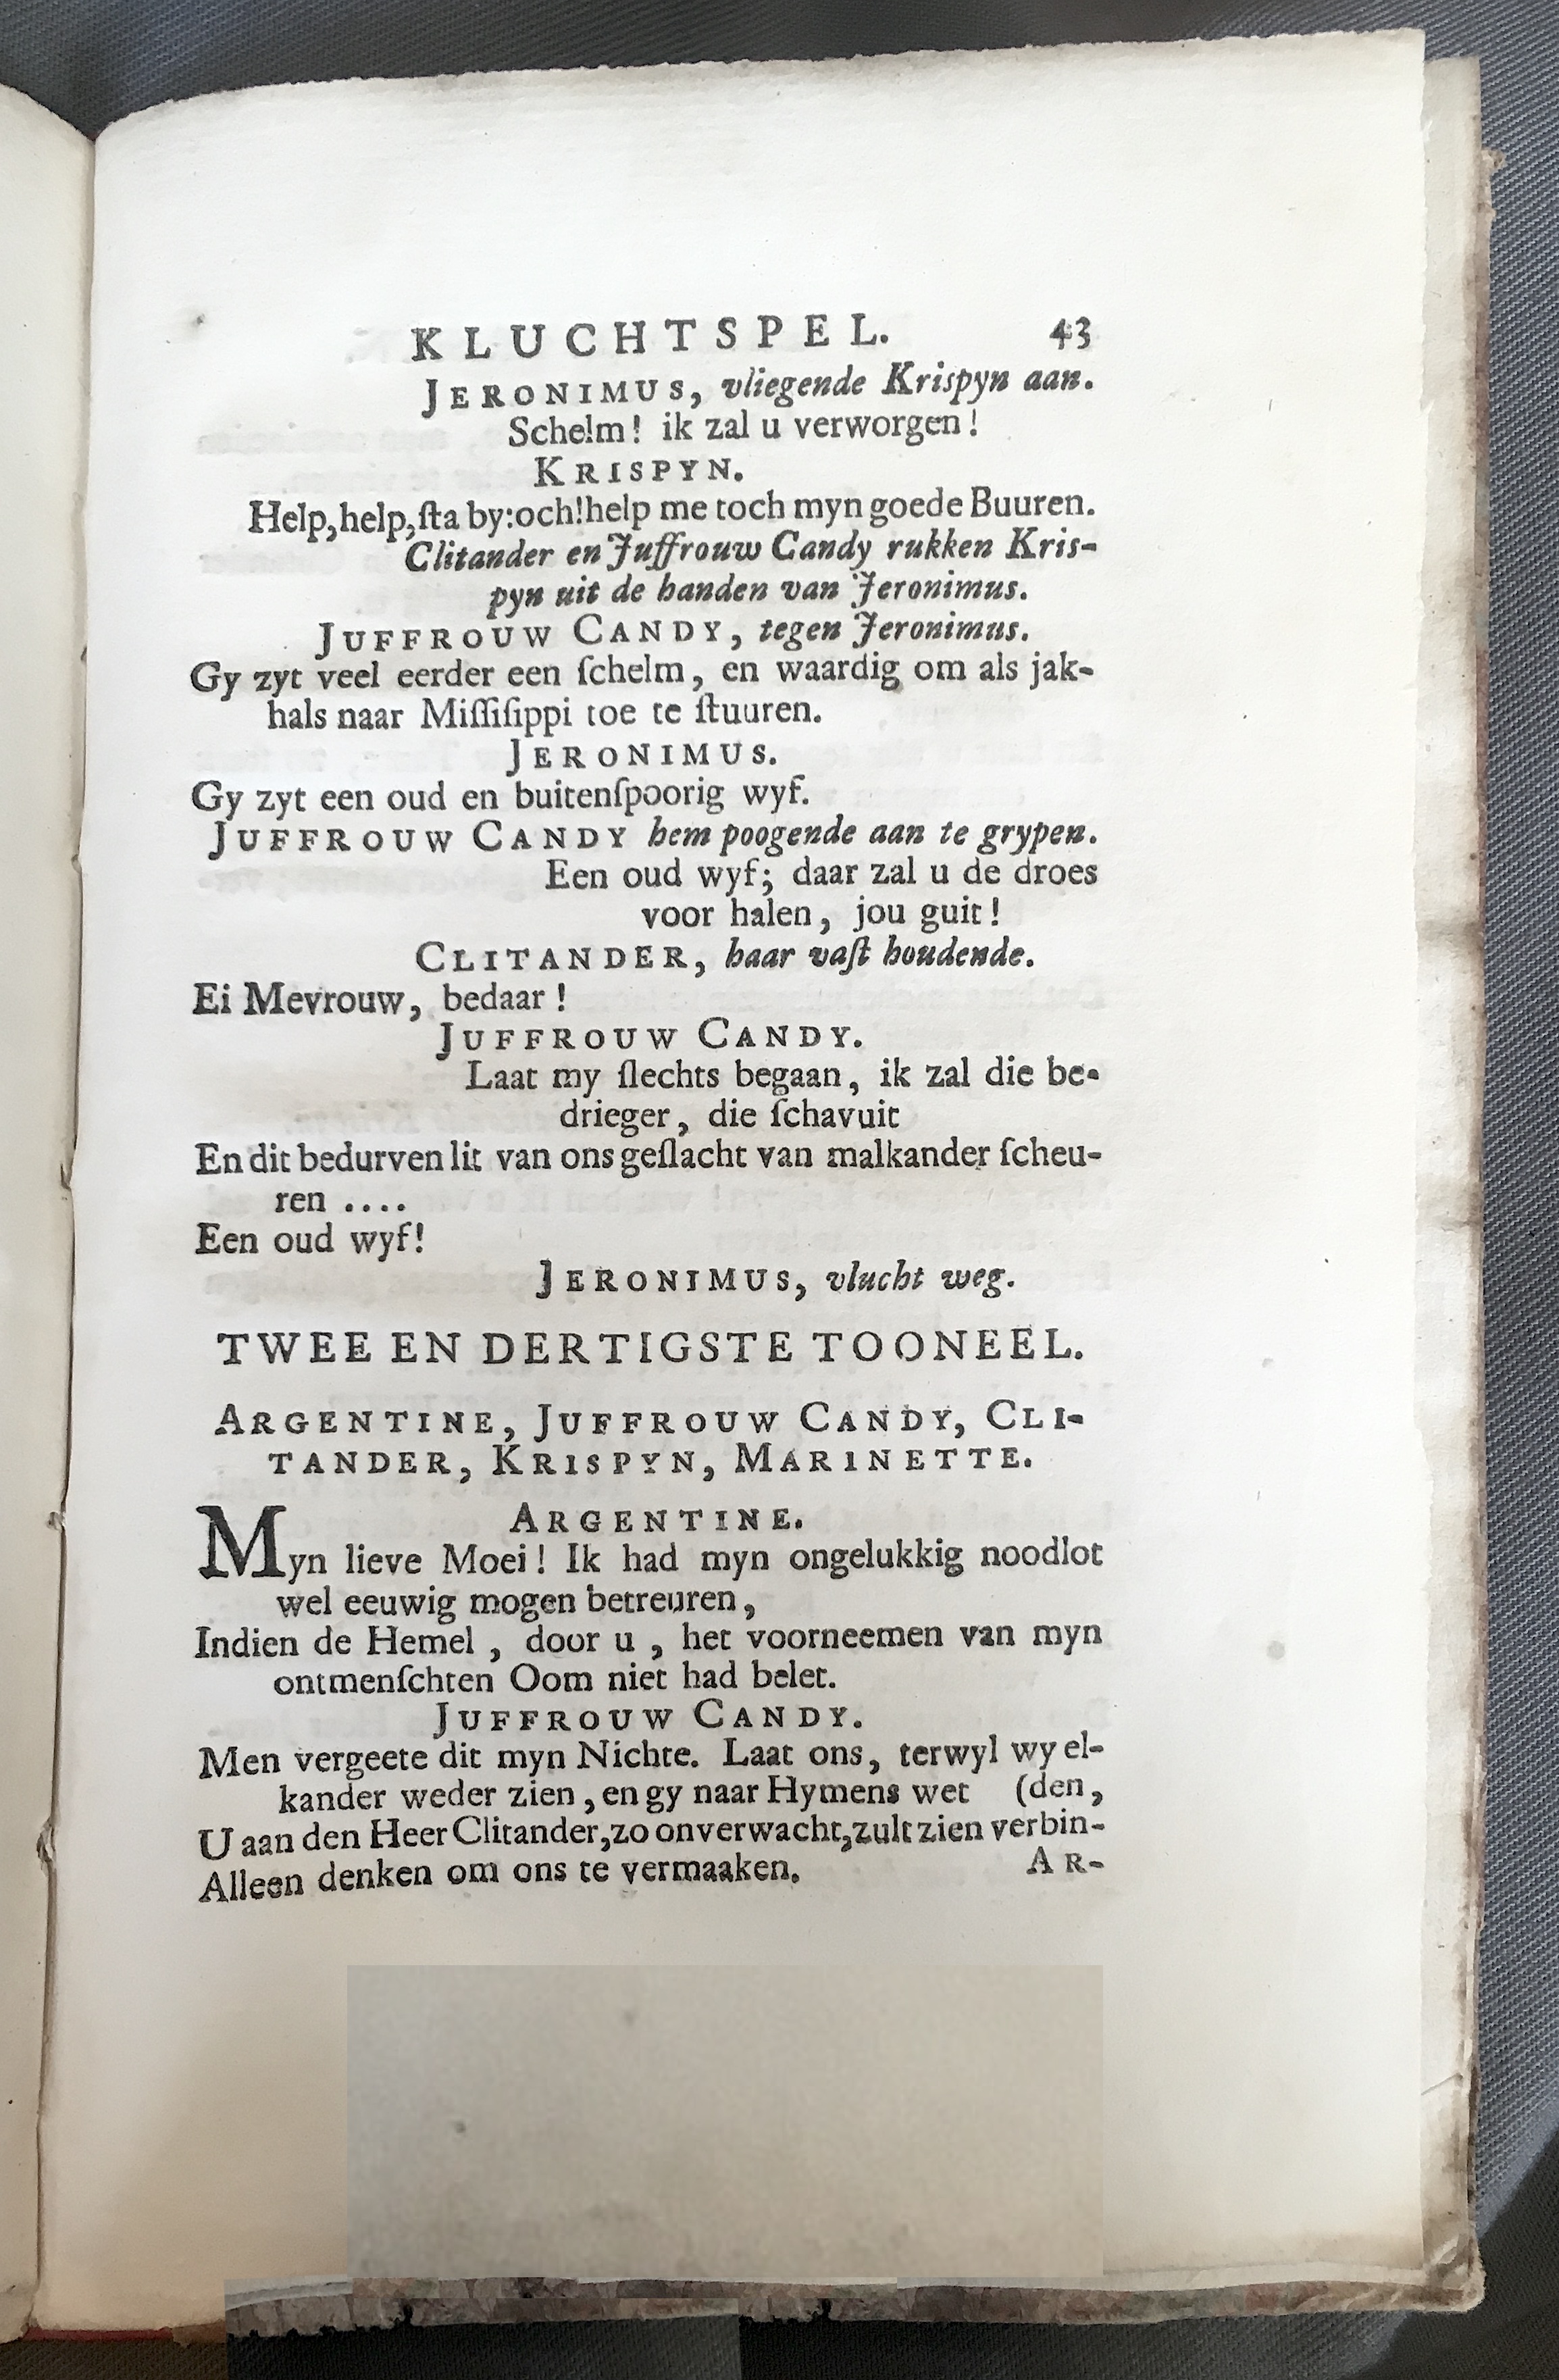 KLUCHTSPEL. 43
JERONIMUS, vliegende Krispyn aan.
Schelm! ik zal u verworgen!
KRISPYN.
Help, help, ſta by: och! help me toch myn goede Buuren.
Clitander en Juffrouw Candy rukken Kris-
pyn uit de handen van Jeronimus.
JUFFROUW CANDY, tegen Jeronimus.
Gy zyt veel eerder een ſchelm, en waardig om als jak-
hals naar Miſſiſippi toe te ſtuuren.
JERONIMUS.
Gy zyt een oud en buitenſpoorig wyf.
JUFFROUW CANDY hem poogende aan te grypen.
Een oud wyf; daar zal u de droes
voor halen, jou guit!
CLITANDER, haar vaſt houdende.
Ei Mevrouw, bedaar!
JUFFROUW CANDY.
Laat my ſlechts begaan, ik zal die be-
drieger, die ſchavuit
En dit bedurven lit van ons geſlacht van malkander ſcheu-
ren ....
Een oud wyf!
JERONIMUS, vlucht weg.
TWEE EN DERTIGSTE TOONEEL.
ARGENTINE, JUFFROUW CANDY, CLI-
TANDER, KRISPYN, MARINETTE.
ARGENTINE.
Myn lieve Moei! Ik had myn ongelukkig noodlot
wel eeuwig mogen betreuren,
Indien de Hemel, door u, het voorneemen van myn
ontmenſchten Oom niet had belet.
JUFFROUW CANDY.
Men vergeete dit myn Nichte. Laat ons, terwyl wy el-
kander weder zien, en gy naar Hymens wet (den,
U aan den Heer Clitander, zo onverwacht, zult zien verbin-
Alleen denken om ons te vermaaken.
AR-